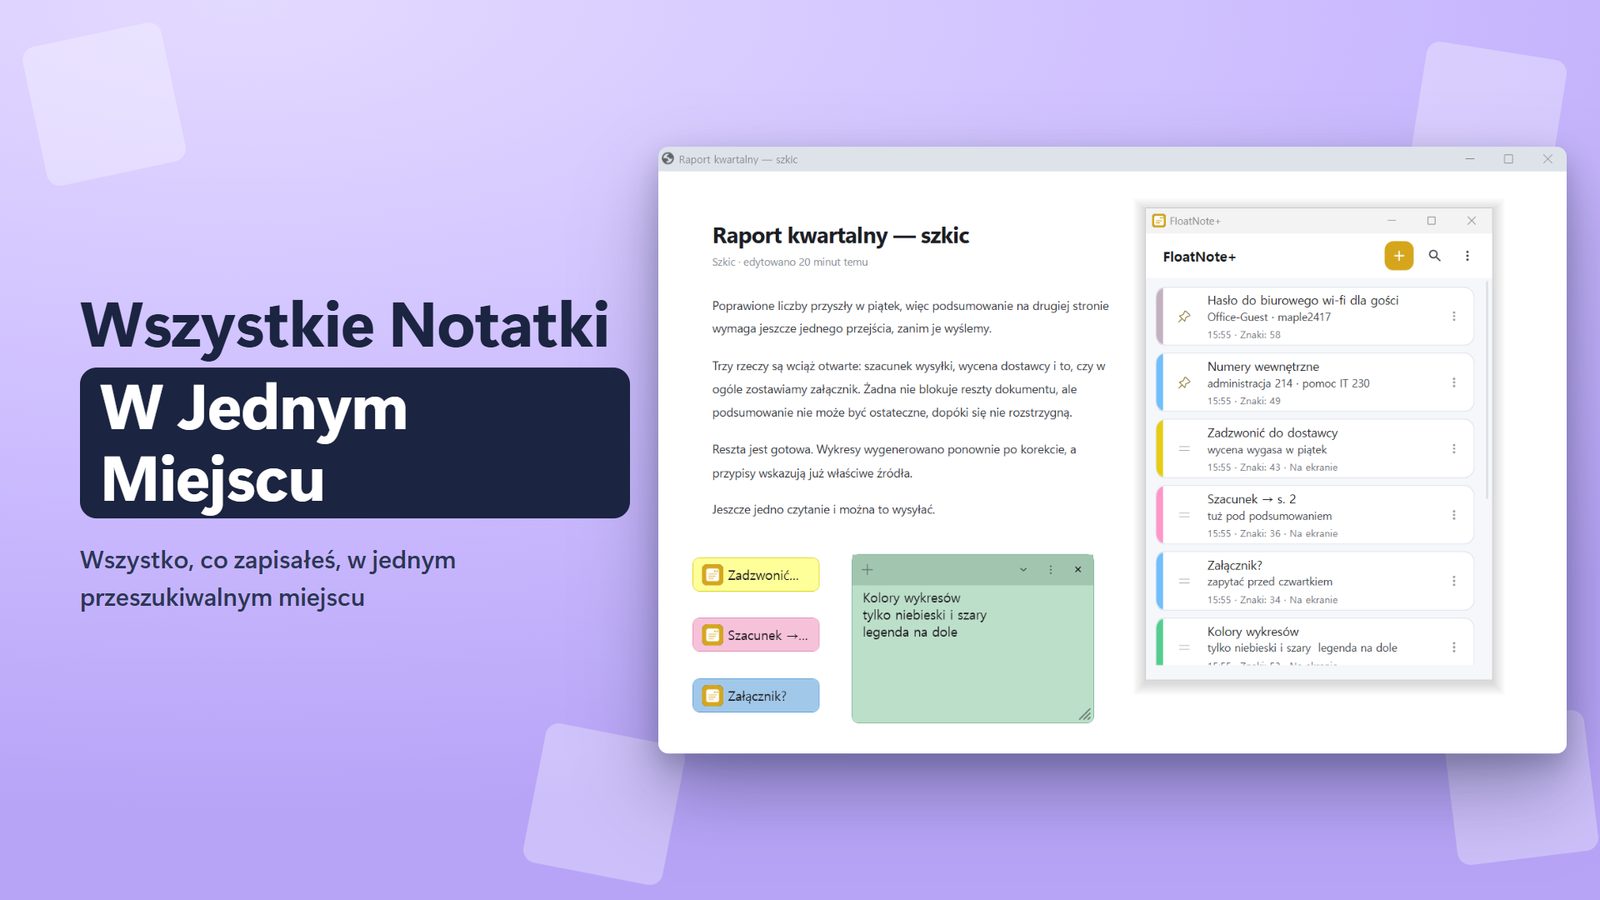 Wszystkie Notatki
W Jednym
Miejscu
Wszystko, co zapisałeś, w jednym
przeszukiwalnym miejscu
Raport kwartalny — szkic
Raport kwartalny — szkic
Szkic · edytowano 20 minut temu
Poprawione liczby przyszły w piątek, więc podsumowanie na drugiej stronie
wymaga jeszcze jednego przejścia, zanim je wyślemy.
Trzy rzeczy są wciąż otwarte: szacunek wysyłki, wycena dostawcy i to, czy w
ogóle zostawiamy załącznik. Żadna nie blokuje reszty dokumentu, ale
podsumowanie nie może być ostateczne, dopóki się nie rozstrzygną.
Reszta jest gotowa. Wykresy wygenerowano ponownie po korekcie, a
przypisy wskazują już właściwe źródła.
Jeszcze jedno czytanie i można to wysyłać.
Zadzwonić...
Szacunek →...
Załącznik?
Kolory wykresów
tylko niebieski i szary
legenda na dole
FloatNote+
FloatNote+
Hasło do biurowego wi-fi dla gości
Office-Guest · maple2417
15:55 · Znaki: 58
Numery wewnętrzne
administracja 214 · pomoc IT 230
15:55 · Znaki: 49
Zadzwonić do dostawcy
wycena wygasa w piątek
15:55 · Znaki: 43 · Na ekranie
Szacunek → s. 2
tuż pod podsumowaniem
15:55 · Znaki: 36 · Na ekranie
Załącznik?
zapytać przed czwartkiem
15:55 · Znaki: 34 · Na ekranie
Kolory wykresów
tylko niebieski i szary  legenda na dole